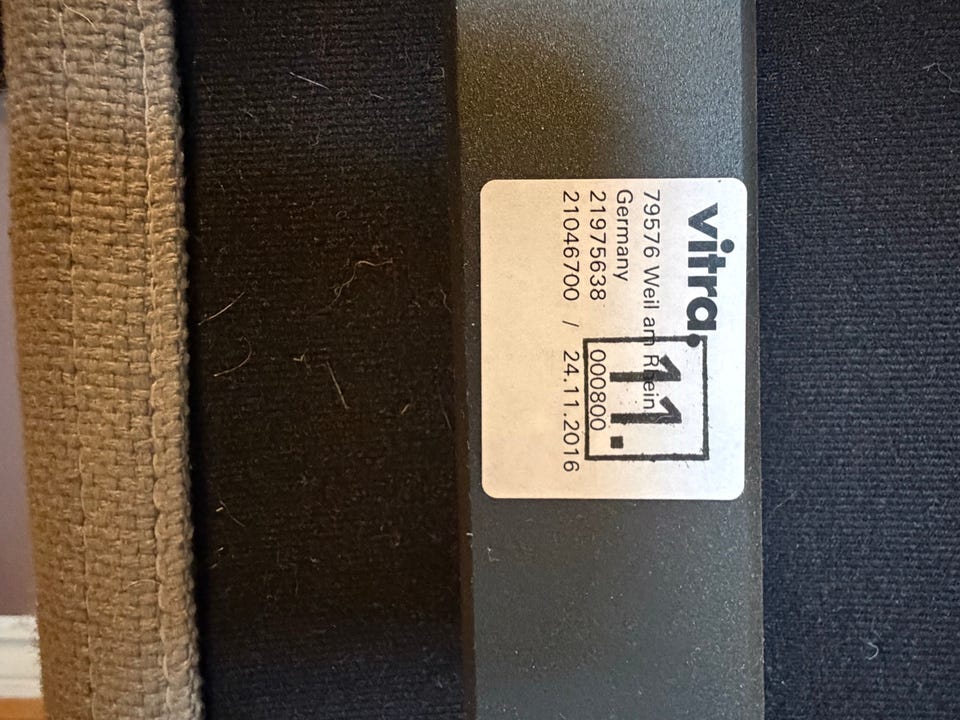 vitra.
79576 Weil am Rhein
Germany
21975638 000800
21046700 / 24.11.2016
11.